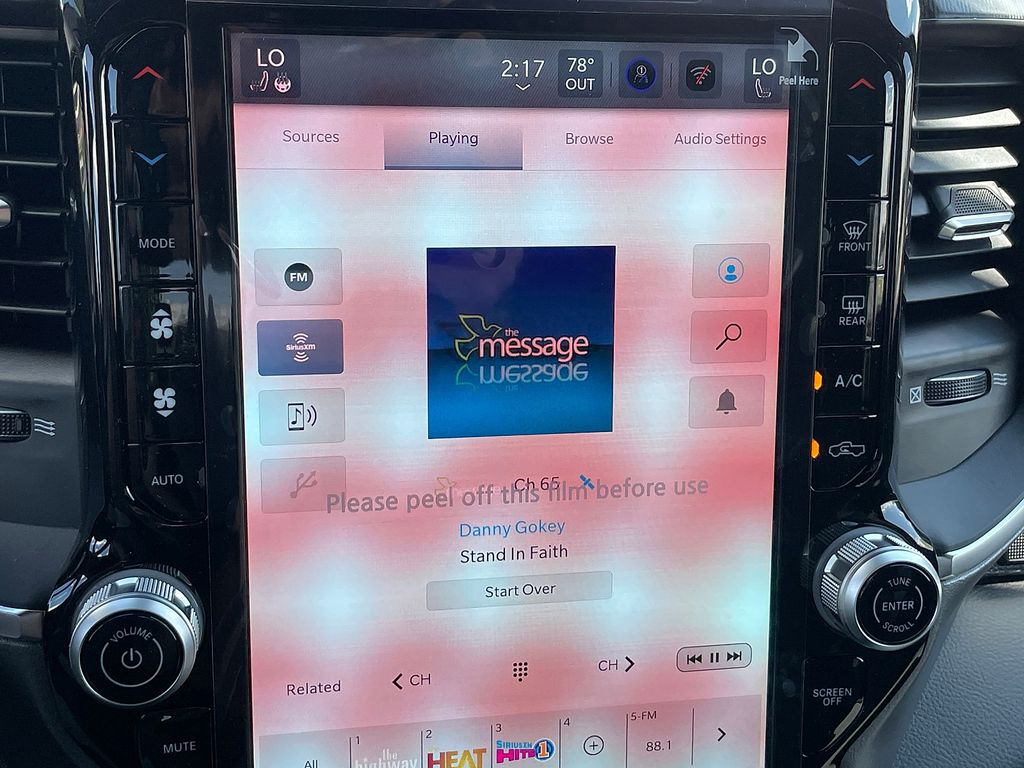 LO
2:17
78°
OUT
LO
Peel Here
Sources
Playing
Browse
Audio Settings
MODE
FRONT
FM
SiriusXm
the
message
REAR
A/C
AUTO
Ch 65
Please peel off this film before use
Danny Gokey
Stand In Faith
Start Over
VOLUME
TUNE
ENTER
SCROLL
Related
CH
CH
SCREEN
OFF
MUTE
All
1
the
highway
2
HEAT
3
SIRIUSXM
HITS 1
4
5-FM
88.1